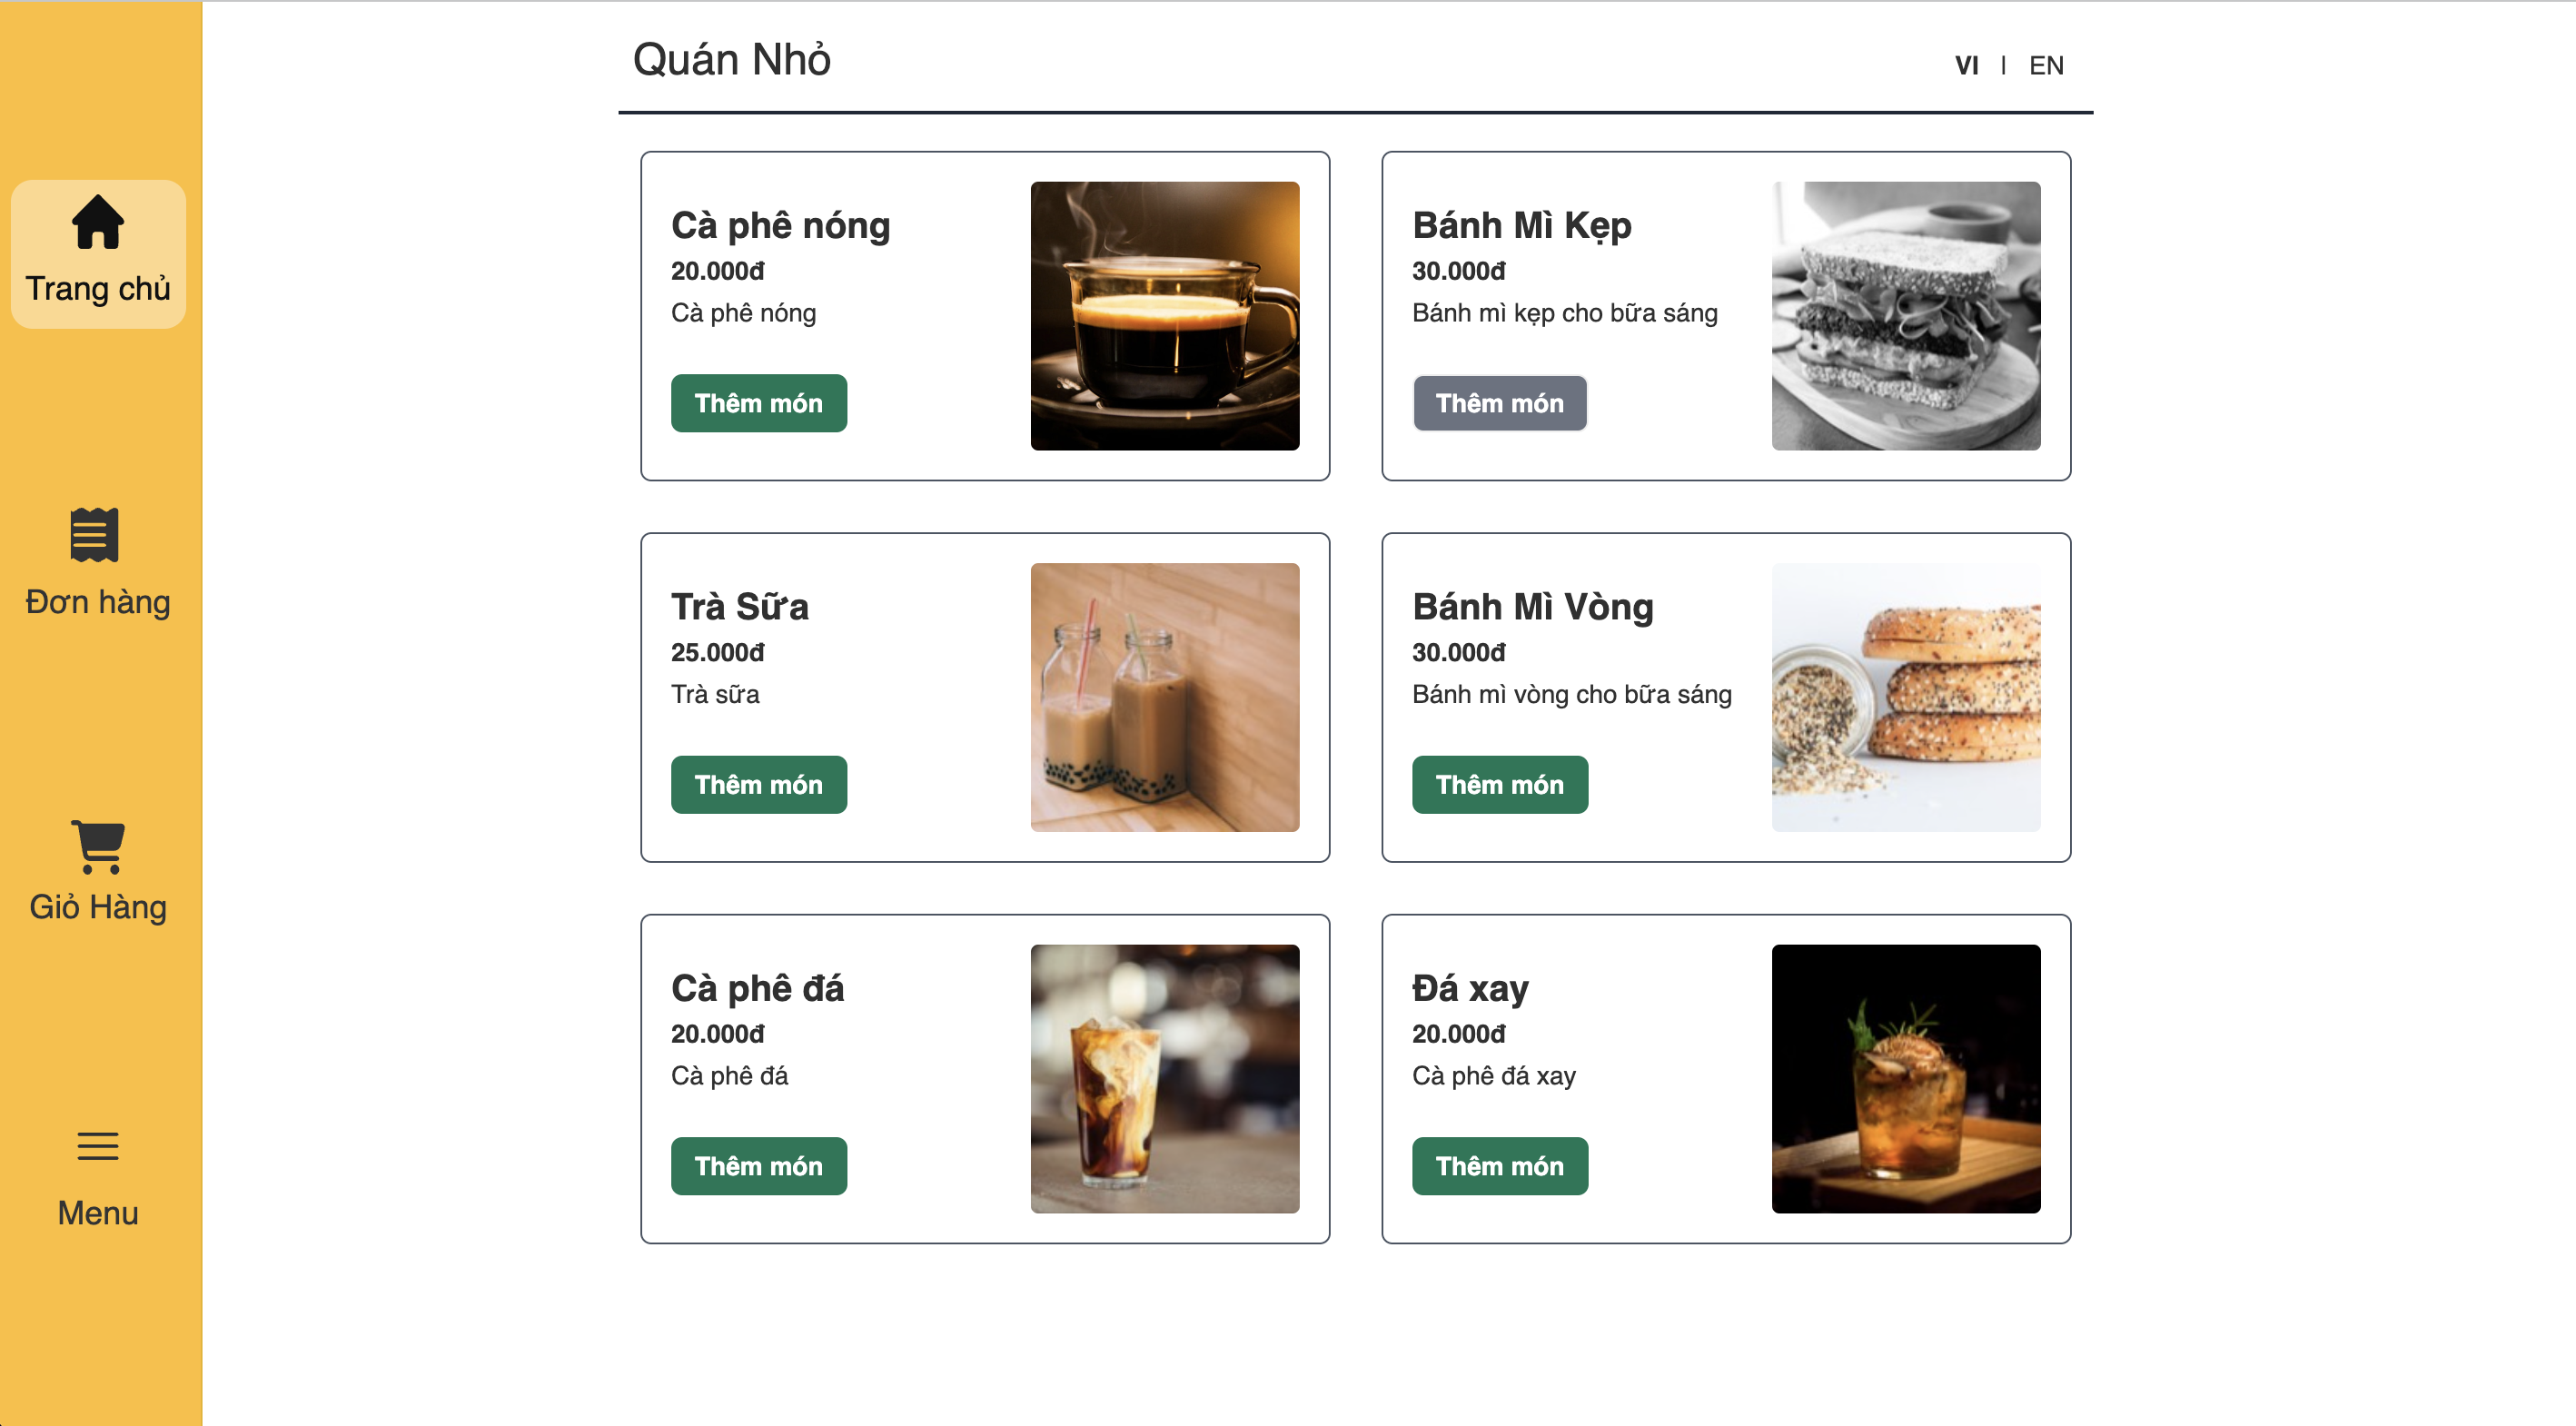 Quán Nhỏ
VI | EN
Trang chủ
Đơn hàng
Giỏ Hàng
Menu
Cà phê nóng
20.000đ
Cà phê nóng
Thêm món
Bánh Mì Kẹp
30.000đ
Bánh mì kẹp cho bữa sáng
Thêm món
Trà Sữa
25.000đ
Trà sữa
Thêm món
Bánh Mì Vòng
30.000đ
Bánh mì vòng cho bữa sáng
Thêm món
Cà phê đá
20.000đ
Cà phê đá
Thêm món
Đá xay
20.000đ
Cà phê đá xay
Thêm món